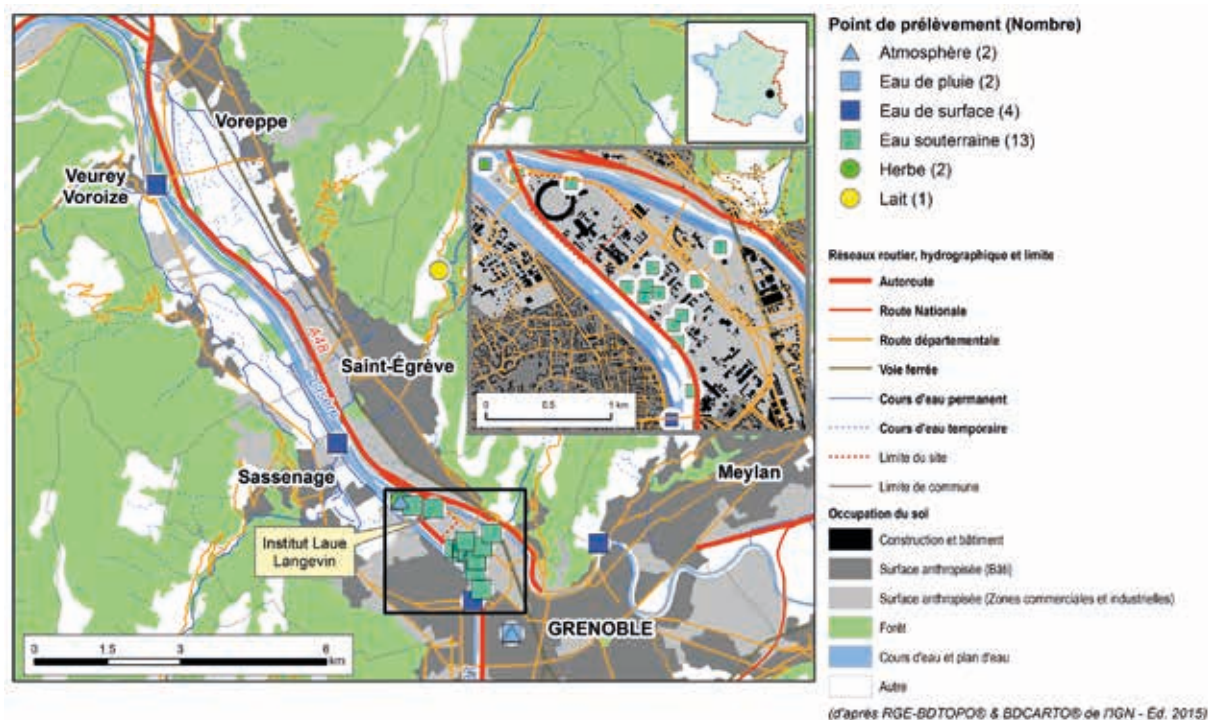 Voreppe
Veurey
Voroize
Saint-Égrève
A48
Sassenage
Meylan
Institut Laue
Langevin
GRENOBLE
0 0.5 1 km
0 1.5 3 6
km
Point de prélèvement (Nombre)
Atmosphère (2)
Eau de pluie (2)
Eau de surface (4)
Eau souterraine (13)
Herbe (2)
Lait (1)
Réseaux routier, hydrographique et limite
Autoroute
Route Nationale
Route départementale
Voie ferrée
Cours d'eau permanent
Cours d'eau temporaire
Limite du site
Limite de commune
Occupation du sol
Construction et bâtiment
Surface anthropisée (Bâti)
Surface anthropisée (Zones commerciales et industrielles)
Forêt
Cours d'eau et plan d'eau
Autre
(d'après RGE-BDTOPO® & BDCARTO® de l'IGN - Éd. 2015)